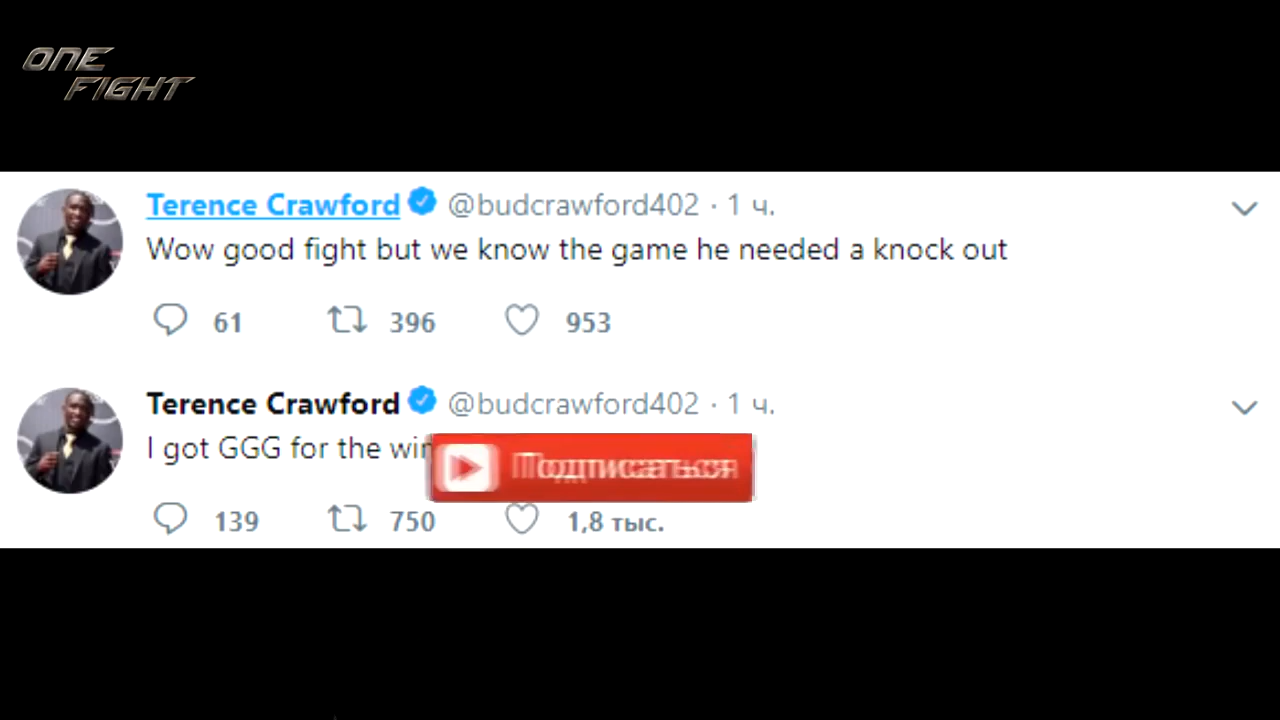 ONE
FIGHT
Terence Crawford @budcrawford402 · 1 ч.
Wow good fight but we know the game he needed a knock out
61 396 953
Terence Crawford @budcrawford402 · 1 ч.
I got GGG for the
Подписаться
139 750 1,8 тыс.